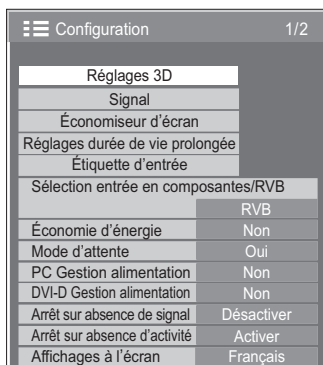 Configuration 1/2
Réglages 3D
Signal
Économiseur d'écran
Réglages durée de vie prolongée
Étiquette d'entrée
Sélection entrée en composantes/RVB
RVB
Économie d'énergie Non
Mode d'attente Oui
PC Gestion alimentation Non
DVI-D Gestion alimentation Non
Arrêt sur absence de signal Désactiver
Arrêt sur absence d'activité Activer
Affichages à l'écran Français